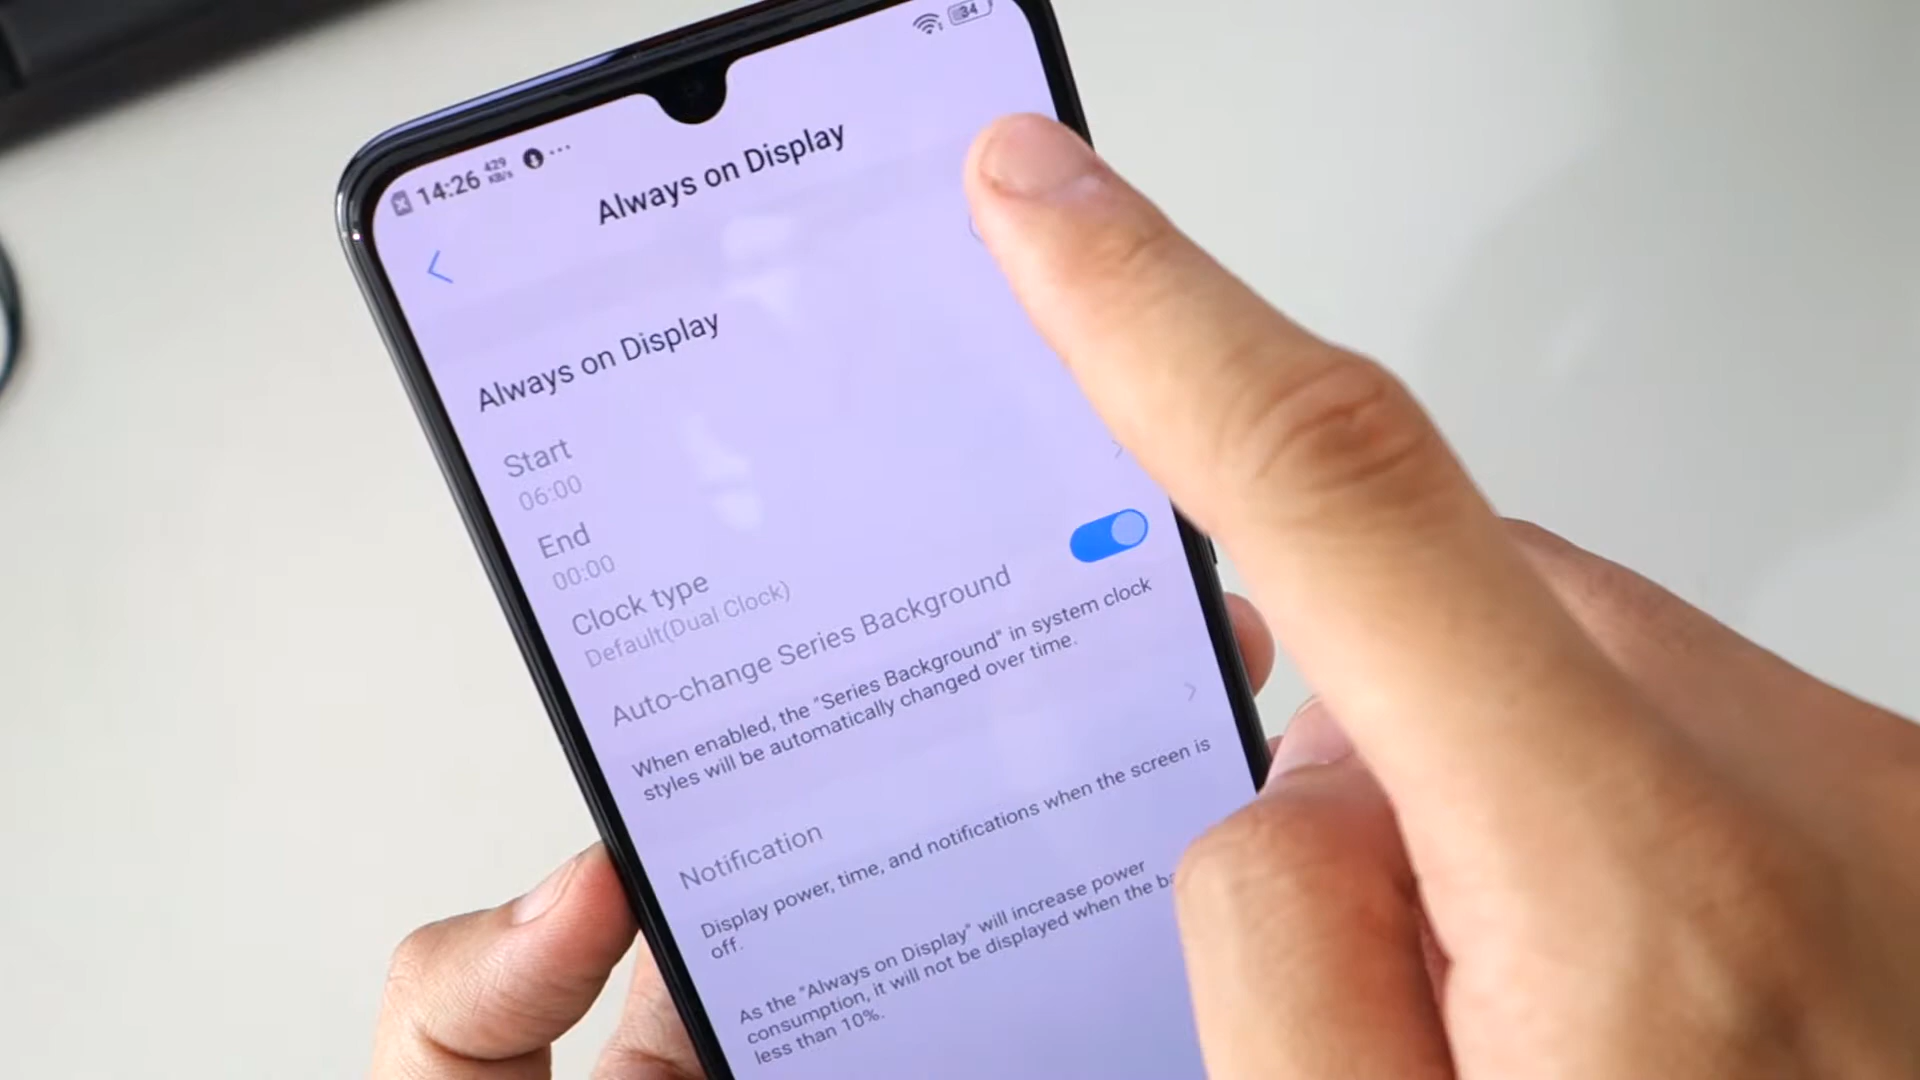 14:26 429 KB/s ...
34
Always on Display
Always on Display
Start
06:00
End
00:00
Clock type
Default(Dual Clock)
Auto-change Series Background
When enabled, the "Series Background" in system clock
styles will be automatically changed over time.
Notification
Display power, time, and notifications when the screen is
off.
As the "Always on Display" will increase power
consumption, it will not be displayed when the
less than 10%.